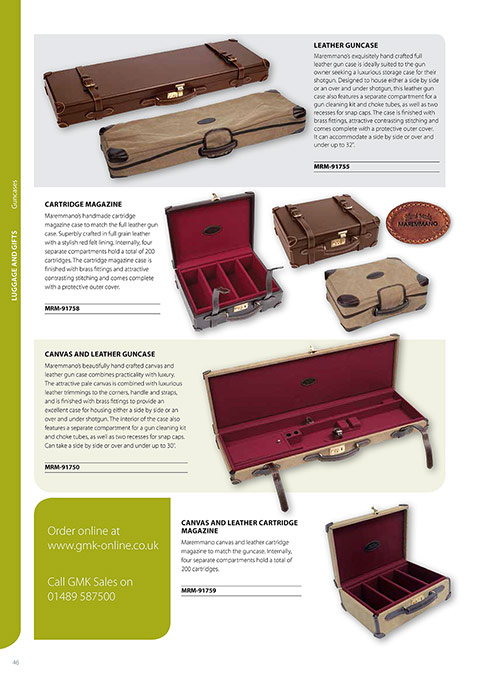 LEATHER GUNCASE
Maremmano's exquisitely hand crafted full
leather gun case is ideally suited to the gun
owner seeking a luxurious storage case for their
shotgun. Designed to house either a side by side
or an over and under shotgun, this leather gun
case also features a separate compartment for a
gun cleaning kit and choke tubes, as well as two
recesses for snap caps. The case is finished with
brass fittings, attractive contrasting stitching and
comes complete with a protective outer cover.
It can accommodate a side by side or over and
under up to 32".
MRM-91755
LUGGAGE AND GIFTS Guncases
CARTRIDGE MAGAZINE
Maremmano's handmade cartridge
magazine case to match the full leather gun
case. Superbly crafted in full grain leather
with a stylish red felt lining. Internally, four
separate compartments hold a total of 200
cartridges. The cartridge magazine case is
finished with brass fittings and attractive
contrasting stitching and comes complete
with a protective outer cover.
MRM-91758
MAREMMANO
CANVAS AND LEATHER GUNCASE
Maremmano's beautifully hand crafted canvas and
leather gun case combines practicality with luxury.
The attractive pale canvas is combined with luxurious
leather trimmings to the corners, handle and straps,
and is finished with brass fittings to provide an
excellent case for housing either a side by side or an
over and under shotgun. The interior of the case also
features a separate compartment for a gun cleaning kit
and choke tubes, as well as two recesses for snap caps.
Can take a side by side or over and under up to 30".
MRM-91750
Order online at
www.gmk-online.co.uk
Call GMK Sales on
01489 587500
CANVAS AND LEATHER CARTRIDGE
MAGAZINE
Maremmano canvas and leather cartridge
magazine to match the guncase. Internally,
four separate compartments hold a total of
200 cartridges.
MRM-91759
46